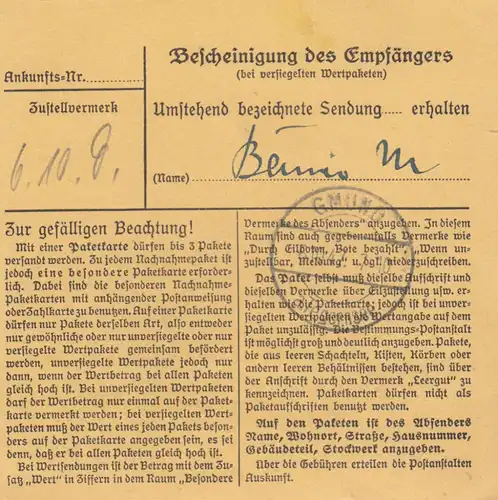 Ankunfts-Nr.
Zustellvermerk
6.10.
Bescheinigung des Empfängers
(bei versiegelten Wertpaketen)
Umstehend bezeichnete Sendung..... erhalten
(Name)
GMUND
Zur gefälligen Beachtung!
Mit einer Paketkarte dürfen bis 3 Pakete
versandt werden. Zu jedem Nachnahmepaket ist
jedoch eine besondere Paketkarte erforder-
lich. Dabei sind die besonderen Nachnahme-
Paketkarten mit anhängender Postanweisung
oder Zahlkarte zu benutzen. Auf einer Paketkarte
dürfen nur Pakete derselben Art, also entweder
nur gewöhnliche oder nur unversiegelte oder nur
versiegelte Wertpakete gemeinsam befördert
werden, unversiegelte Wertpakete jedoch nur
dann, wenn der Wertbetrag bei allen Paketen
gleich hoch ist. Bei unversiegelten Wertpaketen
darf der Wertbetrag nur einmal auf der Paket-
karte vermerkt werden; bei versiegelten Wert-
paketen muß der Wert eines jeden Pakets beson-
ders auf der Paketkarte angegeben sein, es sei
denn, daß er bei allen Paketen gleich hoch ist.
Bei Wertsendungen ist der Betrag mit dem Zu-
satz „Wert" in Ziffern in dem Raum „Besondere
Vermerke des Absenders" anzugeben. In diesen
Raum sind auch gegebenenfalls Vermerke wie
„Durch Eilboten, Bote bezahlt", „Wenn un-
zustellbar, Meldung" u. dgl. niederzuschreiben.
Das Paket selbst muß dieselbe Aufschrift und
dieselben Vermerke über Eilzustellung usw. er-
halten wie die Paketkarte; jedoch ist bei unver-
siegelten Wertpaketen die Wertangabe auf dem
Paket unzulässig. Die Bestimmungs-Postanstalt
ist möglichst groß und deutlich anzugeben. Pakete,
die aus leeren Schachteln, Kisten, Körben oder
anderen leeren Behältnissen bestehen, sind über
der Anschrift durch den Vermerk „Leergut" zu
kennzeichnen. Paketkarten dürfen nicht als
Paketaufschriften benutzt werden.
Auf den Paketen ist des Absenders
Name, Wohnort, Straße, Hausnummer,
Gebäudeteil, Stockwerk anzugeben.
Über die Gebühren erteilen die Postanstalten
Auskunft.